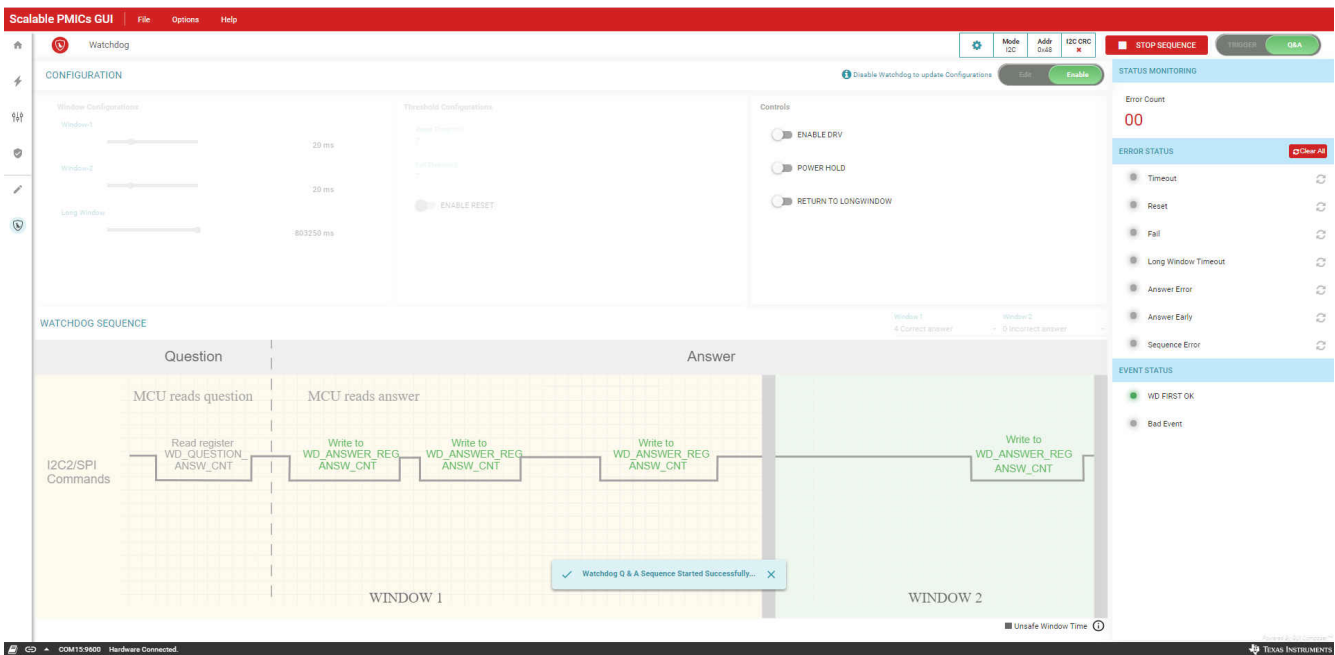 Scalable PMICs GUI
File
Options
Help
Watchdog
Mode
I2C
Addr
0x48
I2C CRC
✖
STOP SEQUENCE
TRIGGER
Q&A
CONFIGURATION
Disable Watchdog to update Configurations
Edit
Enable
Window Configurations
Window-1
20 ms
Window-2
20 ms
Long Window
803250 ms
Threshold Configurations
ENABLE RESET
Controls
ENABLE DRV
POWER HOLD
RETURN TO LONGWINDOW
STATUS MONITORING
Error Count
00
ERROR STATUS
Clear All
Timeout
Reset
Fail
Long Window Timeout
Answer Error
Answer Early
Sequence Error
EVENT STATUS
WD FIRST OK
Bad Event
WATCHDOG SEQUENCE
Window 1
4 Correct answer
Window 2
0 Incorrect answer
Question
Answer
MCU reads question
MCU reads answer
I2C2/SPI
Commands
Read register
WD_QUESTION_
ANSW_CNT
Write to
WD_ANSWER_REG
ANSW_CNT
Write to
WD_ANSWER_REG
ANSW_CNT
Write to
WD_ANSWER_REG
ANSW_CNT
Write to
WD_ANSWER_REG
ANSW_CNT
Watchdog Q & A Sequence Started Successfully...
WINDOW 1
WINDOW 2
Unsafe Window Time
COM15:9600
Hardware Connected.
TEXAS INSTRUMENTS